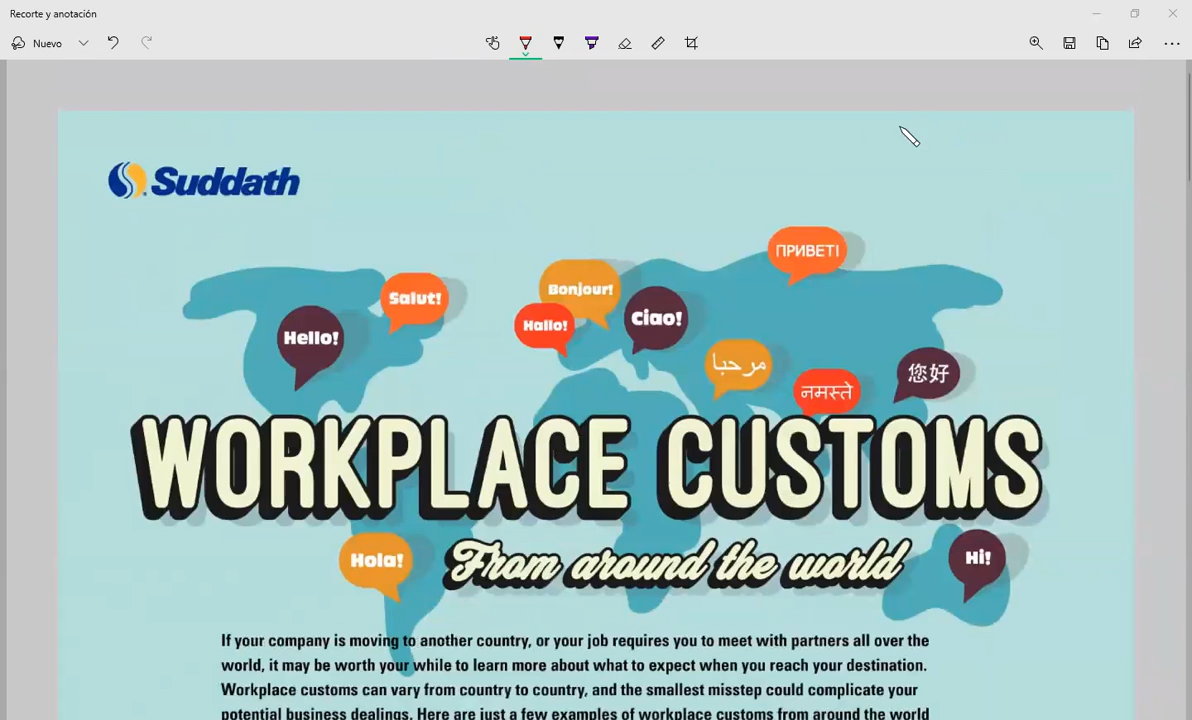 Recorte y anotación
Nuevo
Suddath
ПРИВЕТ!
Salut!
Bonjour!
Hallo!
Ciao!
Hello!
مرحبا
नमस्ते
您好
WORKPLACE CUSTOMS
From around the world
Hola!
Hi!
If your company is moving to another country, or your job requires you to meet with partners all over the
world, it may be worth your while to learn more about what to expect when you reach your destination.
Workplace customs can vary from country to country, and the smallest misstep could complicate your
potential business dealings. Here are just a few examples of workplace customs from around the world